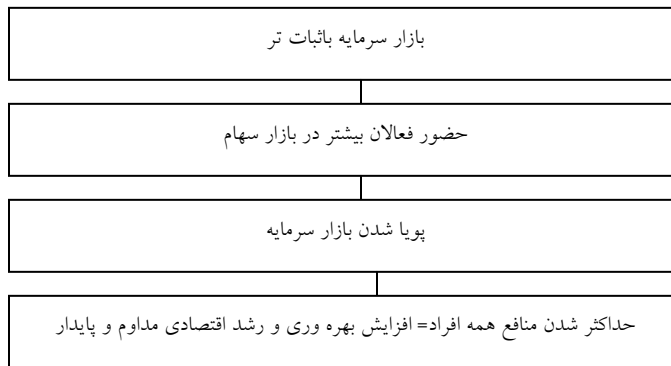 بازار سرمایه باثبات تر
حضور فعالان بیشتر در بازار سهام
پویا شدن بازار سرمایه
حداکثر شدن منافع همه افراد= افزایش بهره وری و رشد اقتصادی مداوم و پایدار